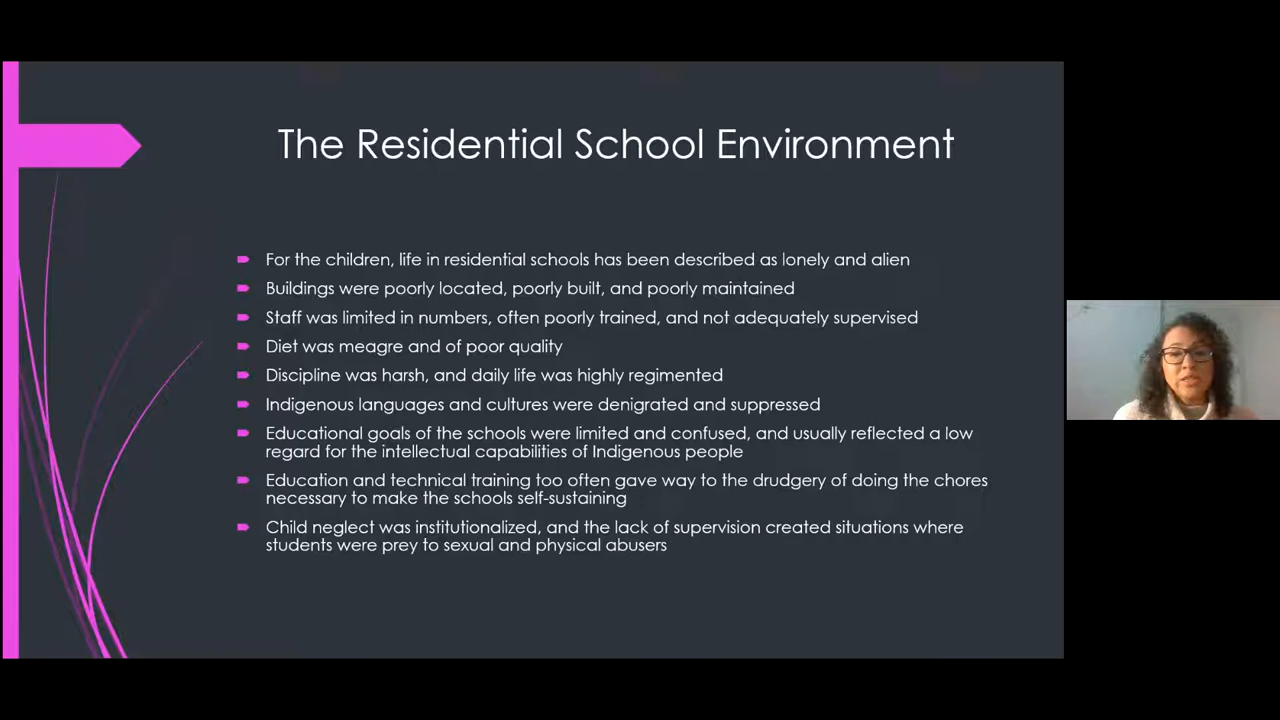 The Residential School Environment
For the children, life in residential schools has been described as lonely and alien
Buildings were poorly located, poorly built, and poorly maintained
Staff was limited in numbers, often poorly trained, and not adequately supervised
Diet was meagre and of poor quality
Discipline was harsh, and daily life was highly regimented
Indigenous languages and cultures were denigrated and suppressed
Educational goals of the schools were limited and confused, and usually reflected a low
regard for the intellectual capabilities of Indigenous people
Education and technical training too often gave way to the drudgery of doing the chores
necessary to make the schools self-sustaining
Child neglect was institutionalized, and the lack of supervision created situations where
students were prey to sexual and physical abusers